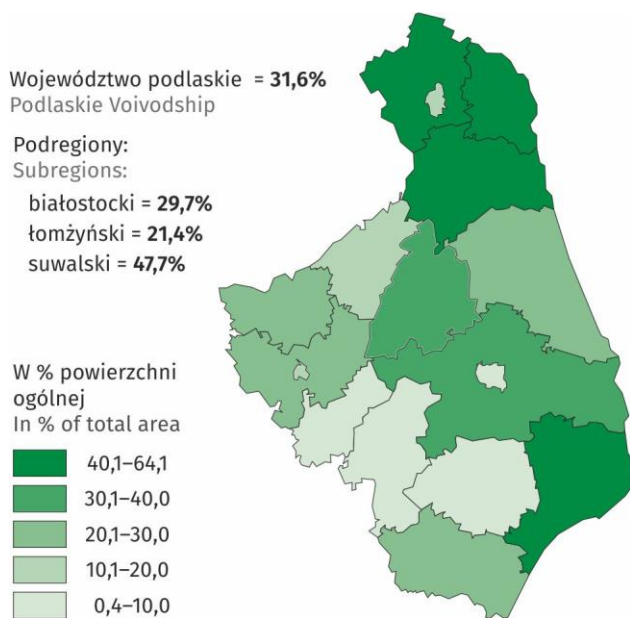 Województwo podlaskie = 31,6%
Podlaskie Voivodship
Podregiony:
Subregions:
białostocki = 29,7%
łomżyński = 21,4%
suwalski = 47,7%
W % powierzchni
ogólnej
In % of total area
40,1–64,1
30,1–40,0
20,1–30,0
10,1–20,0
0,4–10,0